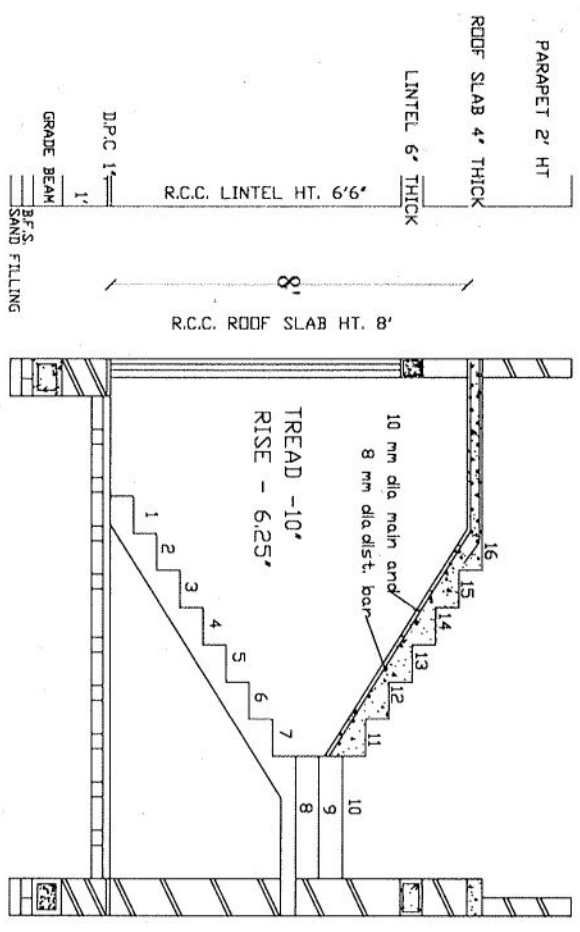 PARAPET 2' HT
ROOF SLAB 4" THICK
LINTEL 6" THICK
R.C.C. LINTEL HT. 6'6"
D.P.C 1"
1'
GRADE BEAM
B.F.S.
SAND FILLING
8'
R.C.C. ROOF SLAB HT. 8'
10 mm dia main and
8 mm dia dist. bar
TREAD -10"
RISE - 6.25"
1
2
3
4
5
6
7
8
9
10
11
12
13
14
15
16